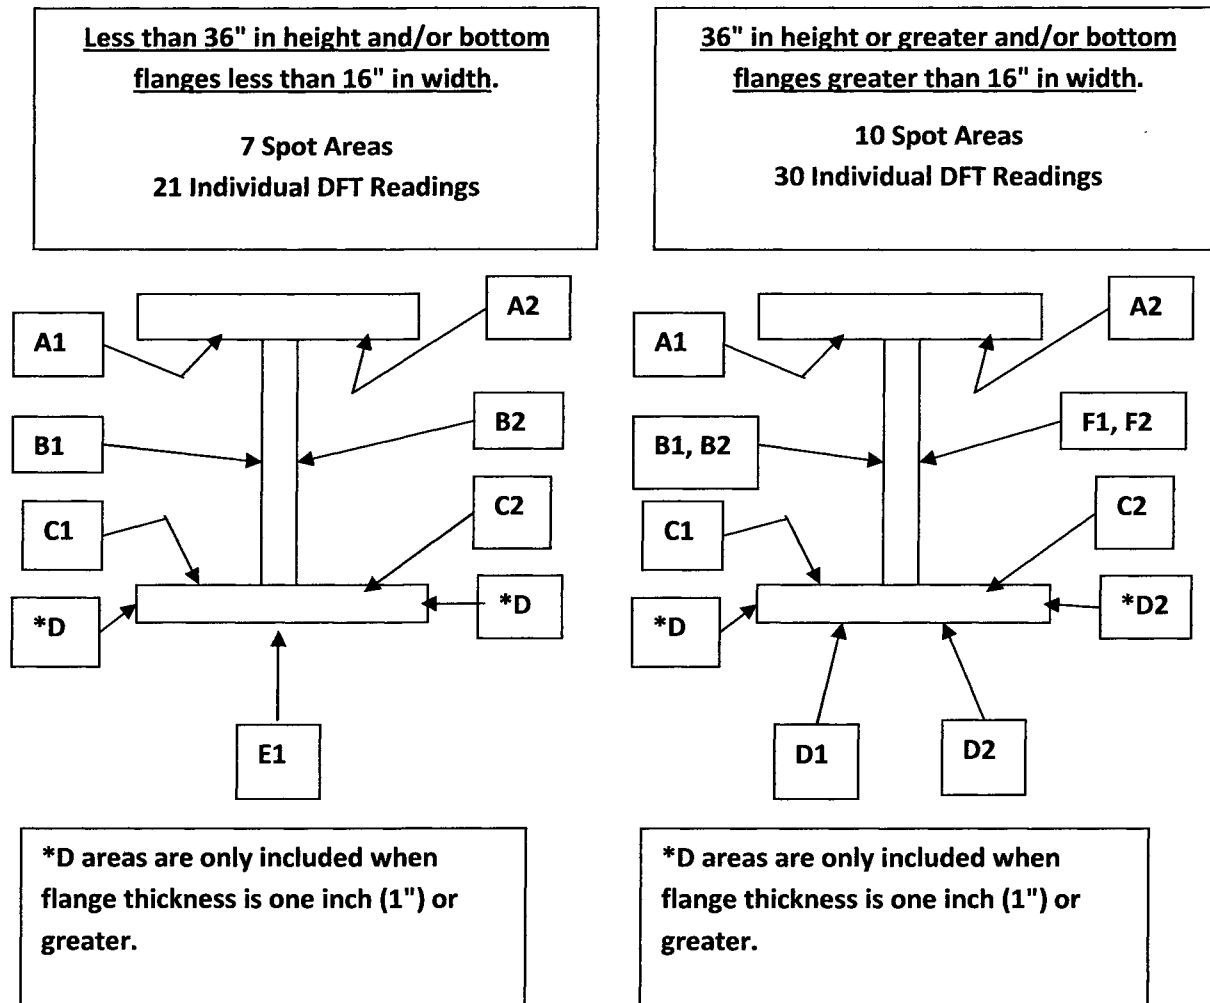 Less than 36" in height and/or bottom
flanges less than 16" in width.
7 Spot Areas
21 Individual DFT Readings
36" in height or greater and/or bottom
flanges greater than 16" in width.
10 Spot Areas
30 Individual DFT Readings
A1
A2
B1
B2
C1
C2
*D
*D
E1
A1
A2
B1, B2
F1, F2
C1
C2
*D
*D2
D1
D2
*D areas are only included when
flange thickness is one inch (1") or
greater.
*D areas are only included when
flange thickness is one inch (1") or
greater.